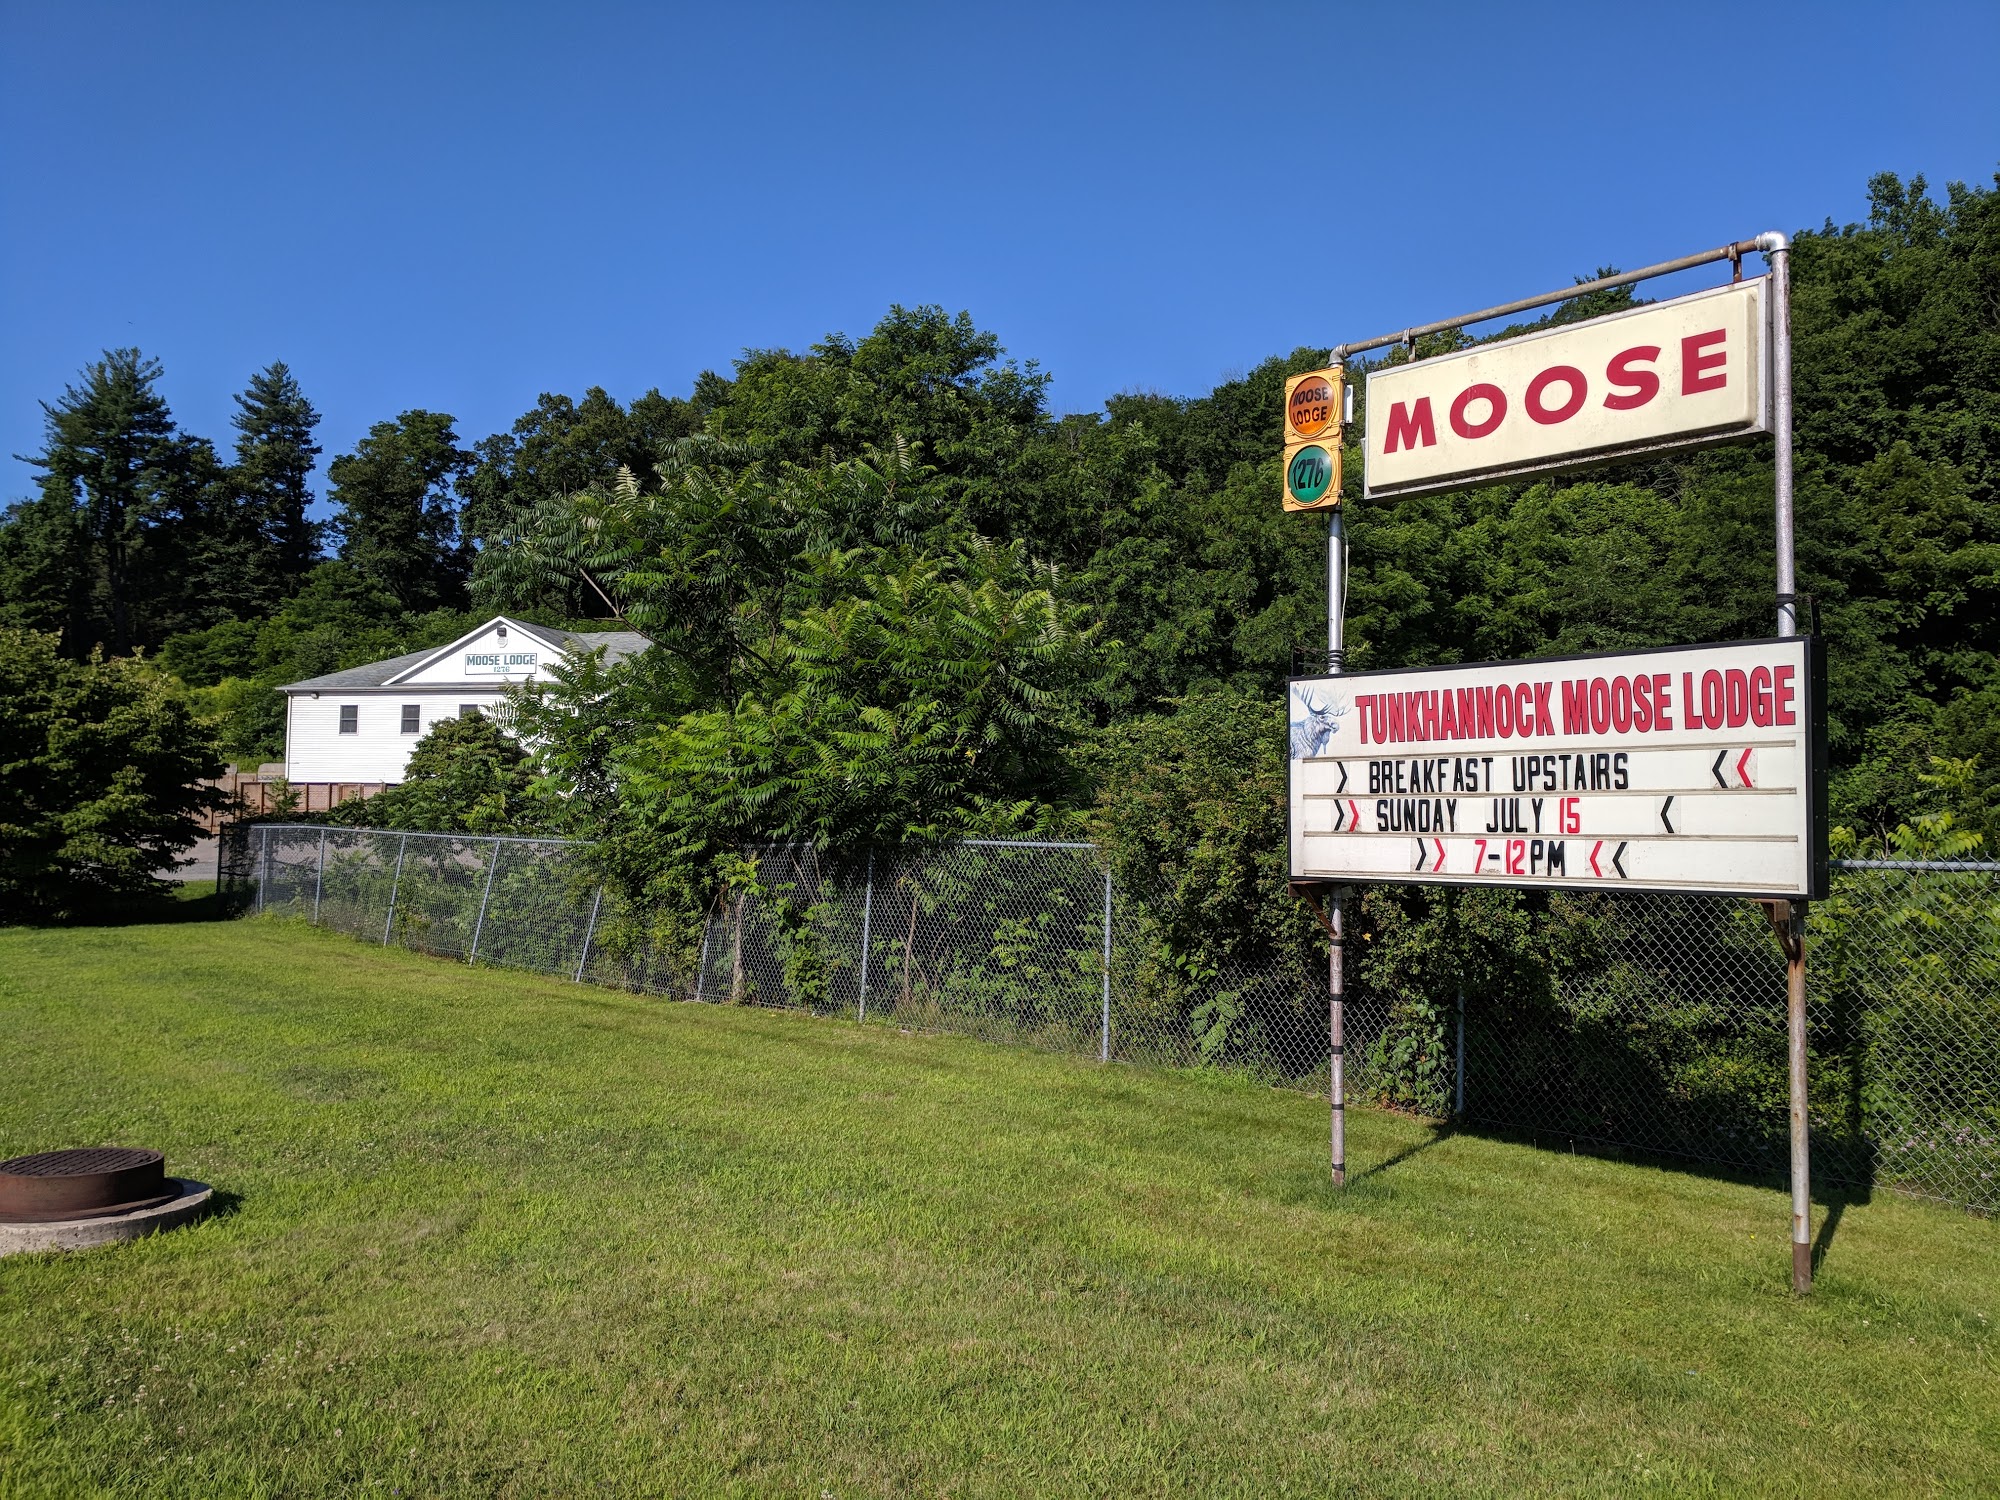 MOOSE
MOOSE
LODGE
1276
TUNKHANNOCK MOOSE LODGE
> BREAKFAST UPSTAIRS <<
>> SUNDAY JULY 15 <
>> 7-12PM <<
MOOSE LODGE
1276